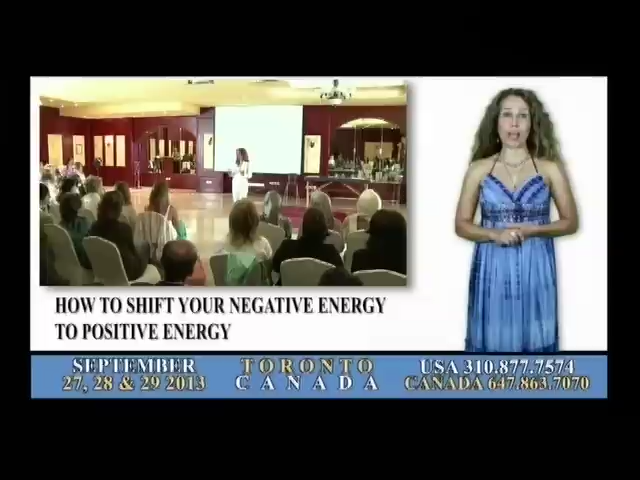 HOW TO SHIFT YOUR NEGATIVE ENERGY
TO POSITIVE ENERGY
SEPTEMBER
27, 28 & 29 2013
TORONTO
CANADA
USA 310.877.7574
CANADA 647.863.7070